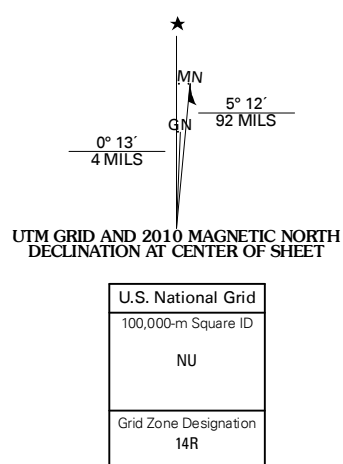 ★
MN
GN
5° 12´
92 MILS
0° 13´
4 MILS
UTM GRID AND 2010 MAGNETIC NORTH
DECLINATION AT CENTER OF SHEET
U.S. National Grid
100,000-m Square ID
NU
Grid Zone Designation
14R